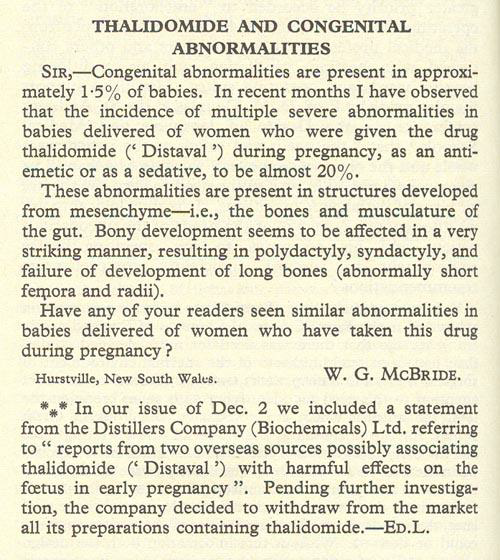 THALIDOMIDE AND CONGENITAL
ABNORMALITIES
SIR,—Congenital abnormalities are present in approxi-
mately 1·5% of babies. In recent months I have observed
that the incidence of multiple severe abnormalities in
babies delivered of women who were given the drug
thalidomide (‘ Distaval ’) during pregnancy, as an anti-
emetic or as a sedative, to be almost 20%.
These abnormalities are present in structures developed
from mesenchyme—i.e., the bones and musculature of
the gut. Bony development seems to be affected in a very
striking manner, resulting in polydactyly, syndactyly, and
failure of development of long bones (abnormally short
femora and radii).
Have any of your readers seen similar abnormalities in
babies delivered of women who have taken this drug
during pregnancy ?
Hurstville, New South Wales. W. G. MCBRIDE.
*** In our issue of Dec. 2 we included a statement
from the Distillers Company (Biochemicals) Ltd. referring
to “ reports from two overseas sources possibly associating
thalidomide (‘ Distaval ’) with harmful effects on the
fœtus in early pregnancy ”. Pending further investiga-
tion, the company decided to withdraw from the market
all its preparations containing thalidomide.—ED.L.